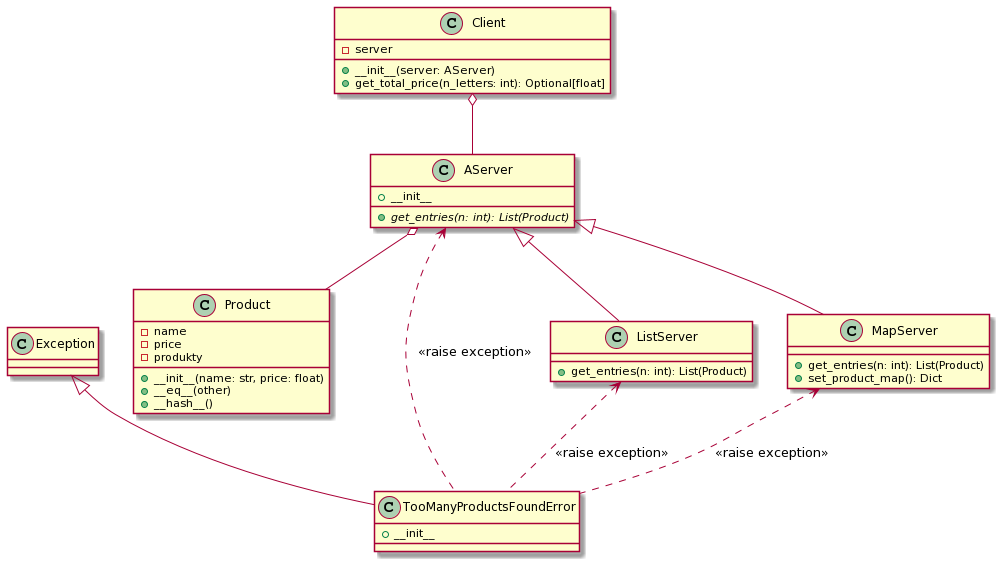 C Client
server
__init__(server: AServer)
get_total_price(n_letters: int): Optional[float]
C AServer
__init__
get_entries(n: int): List(Product)
C Product
name
price
produkty
__init__(name: str, price: float)
__eq__(other)
__hash__()
C Exception
«raise exception»
C ListServer
get_entries(n: int): List(Product)
C MapServer
get_entries(n: int): List(Product)
set_product_map(): Dict
«raise exception»
«raise exception»
C TooManyProductsFoundError
__init__